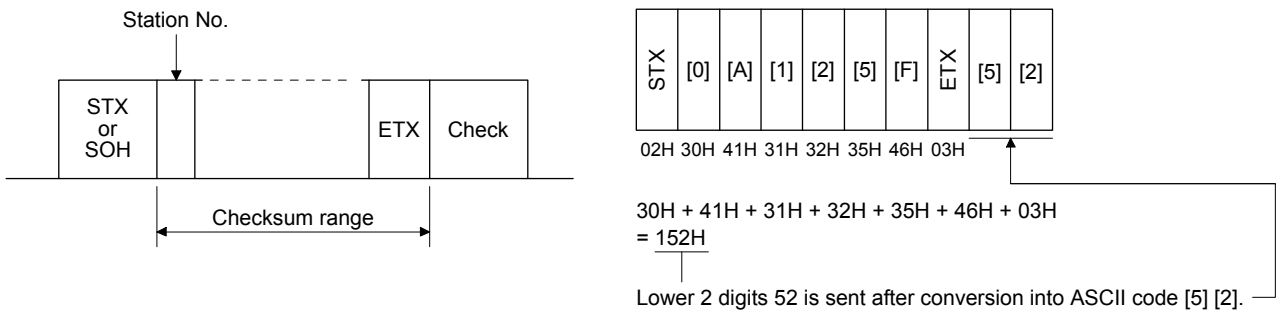 Station No.
STX
or
SOH
ETX
Check
Checksum range
STX [0] [A] [1] [2] [5] [F] ETX [5] [2]
02H 30H 41H 31H 32H 35H 46H 03H
30H + 41H + 31H + 32H + 35H + 46H + 03H
= 152H
Lower 2 digits 52 is sent after conversion into ASCII code [5] [2].